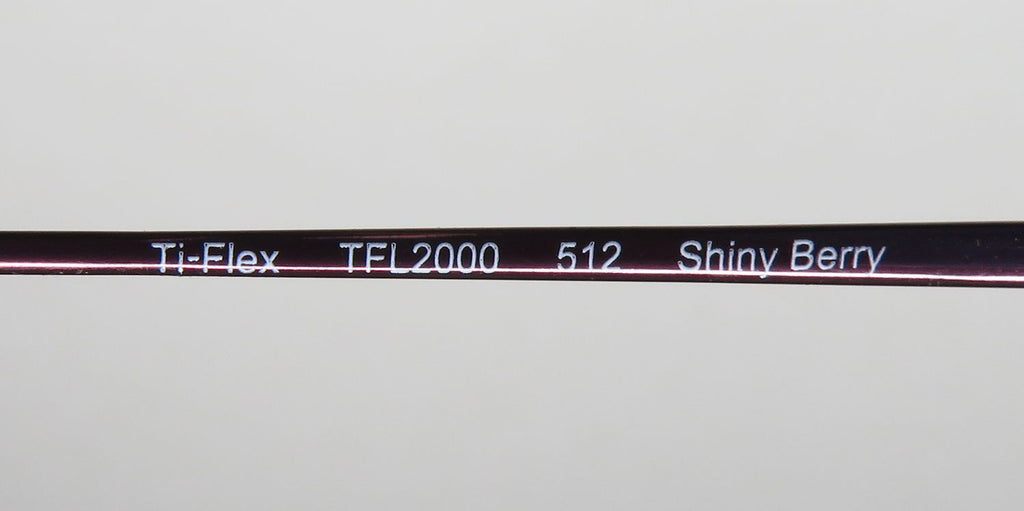 Ti-Flex TFL2000 512 Shiny Berry